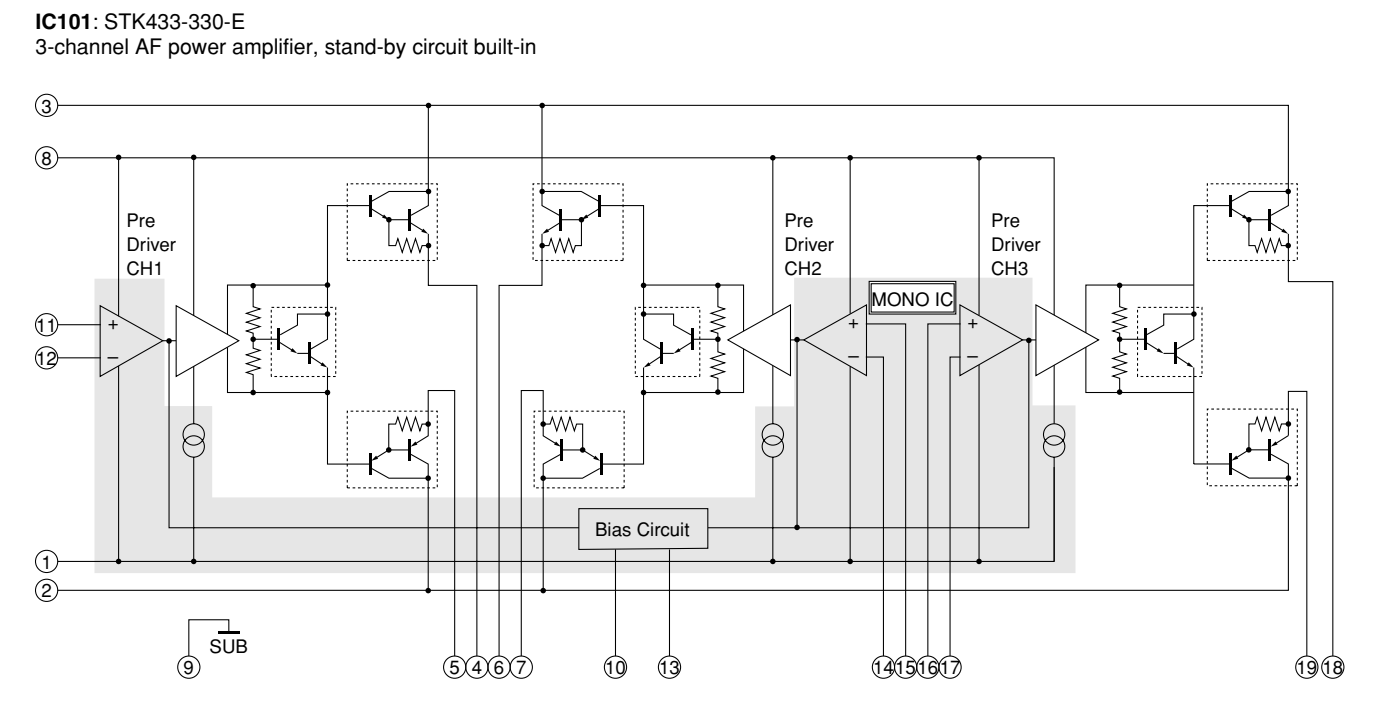 IC101: STK433-330-E
3-channel AF power amplifier, stand-by circuit built-in
3
8
Pre
Driver
CH1
Pre
Driver
CH2
Pre
Driver
CH3
MONO IC
11
12
+
−
+
−
+
−
Bias Circuit
1
2
SUB
9
5
4
6
7
10
13
14
15
16
17
19
18